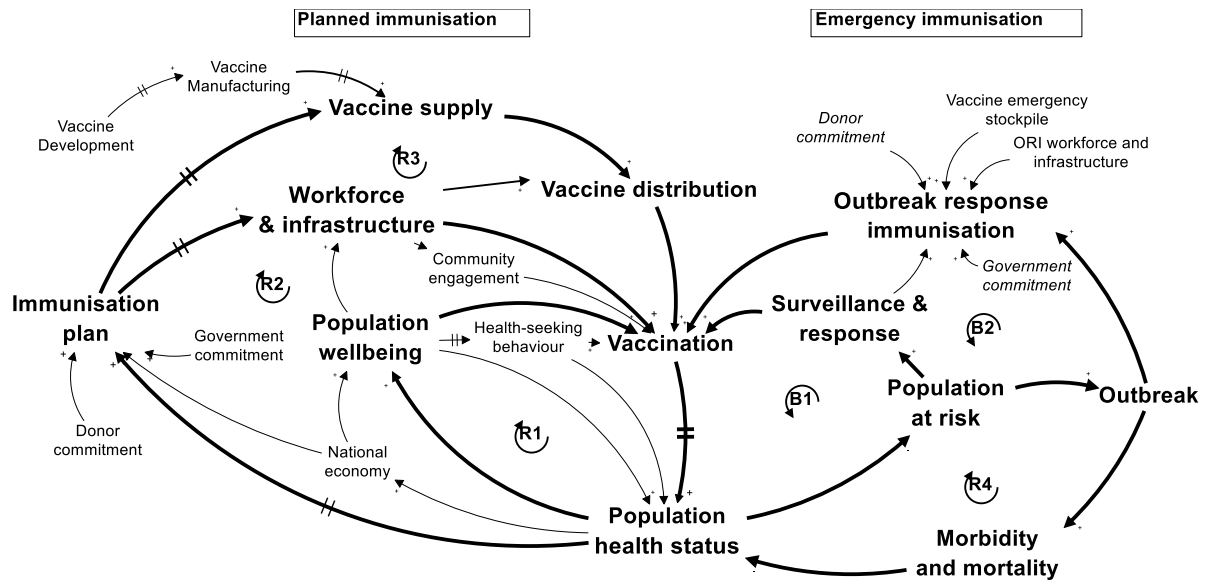 Planned immunisation
Emergency immunisation
Vaccine
Manufacturing
Vaccine
Development
Vaccine supply
R3
Workforce
& infrastructure
Vaccine distribution
Community
engagement
R2
Immunisation
plan
Government
commitment
Population
wellbeing
Health-seeking
behaviour
Vaccination
Donor
commitment
National
economy
R1
Population
health status
Donor
commitment
Vaccine emergency
stockpile
ORI workforce and
infrastructure
Outbreak response
immunisation
Government
commitment
Surveillance &
response
B2
B1
Population
at risk
Outbreak
R4
Morbidity
and mortality